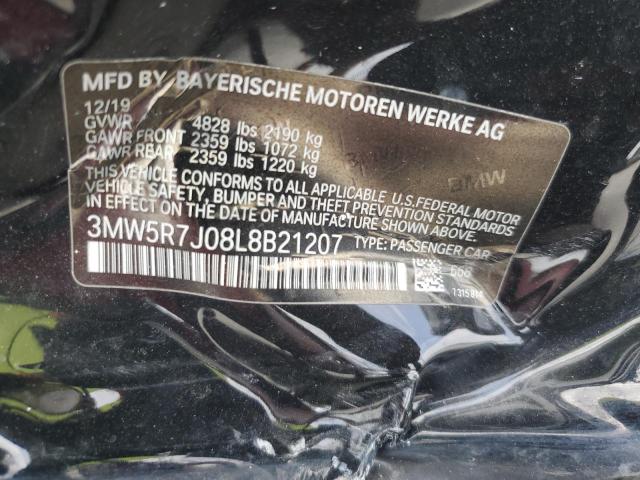 MFD BY BAYERISCHE MOTOREN WERKE AG
12/19
GVWR 4828 lbs 2190 kg
GAWR FRONT 2359 lbs 1072 kg
GAWR REAR 2359 lbs 1220 kg
THIS VEHICLE CONFORMS TO ALL APPLICABLE U.S. FEDERAL MOTOR
VEHICLE SAFETY, BUMPER AND THEFT PREVENTION STANDARDS
IN EFFECT ON THE DATE OF MANUFACTURE SHOWN ABOVE.
3MW5R7J08L8B21207 TYPE: PASSENGER CAR
BMW